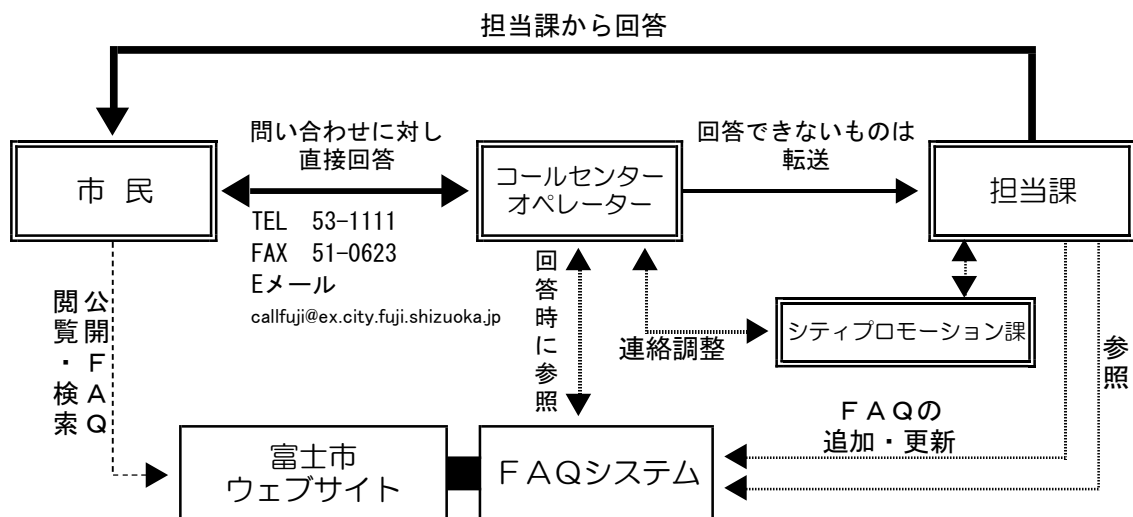 担当課から回答
問い合わせに対し
直接回答
回答できないものは
転送
市 民
コールセンター
オペレーター
担当課
TEL 53-1111
FAX 51-0623
Eメール
callfuji@ex.city.fuji.shizuoka.jp
公開FAQ
閲覧・検索
回答時に参照
連絡調整
シティプロモーション課
参照
FAQの
追加・更新
富士市
ウェブサイト
FAQシステム